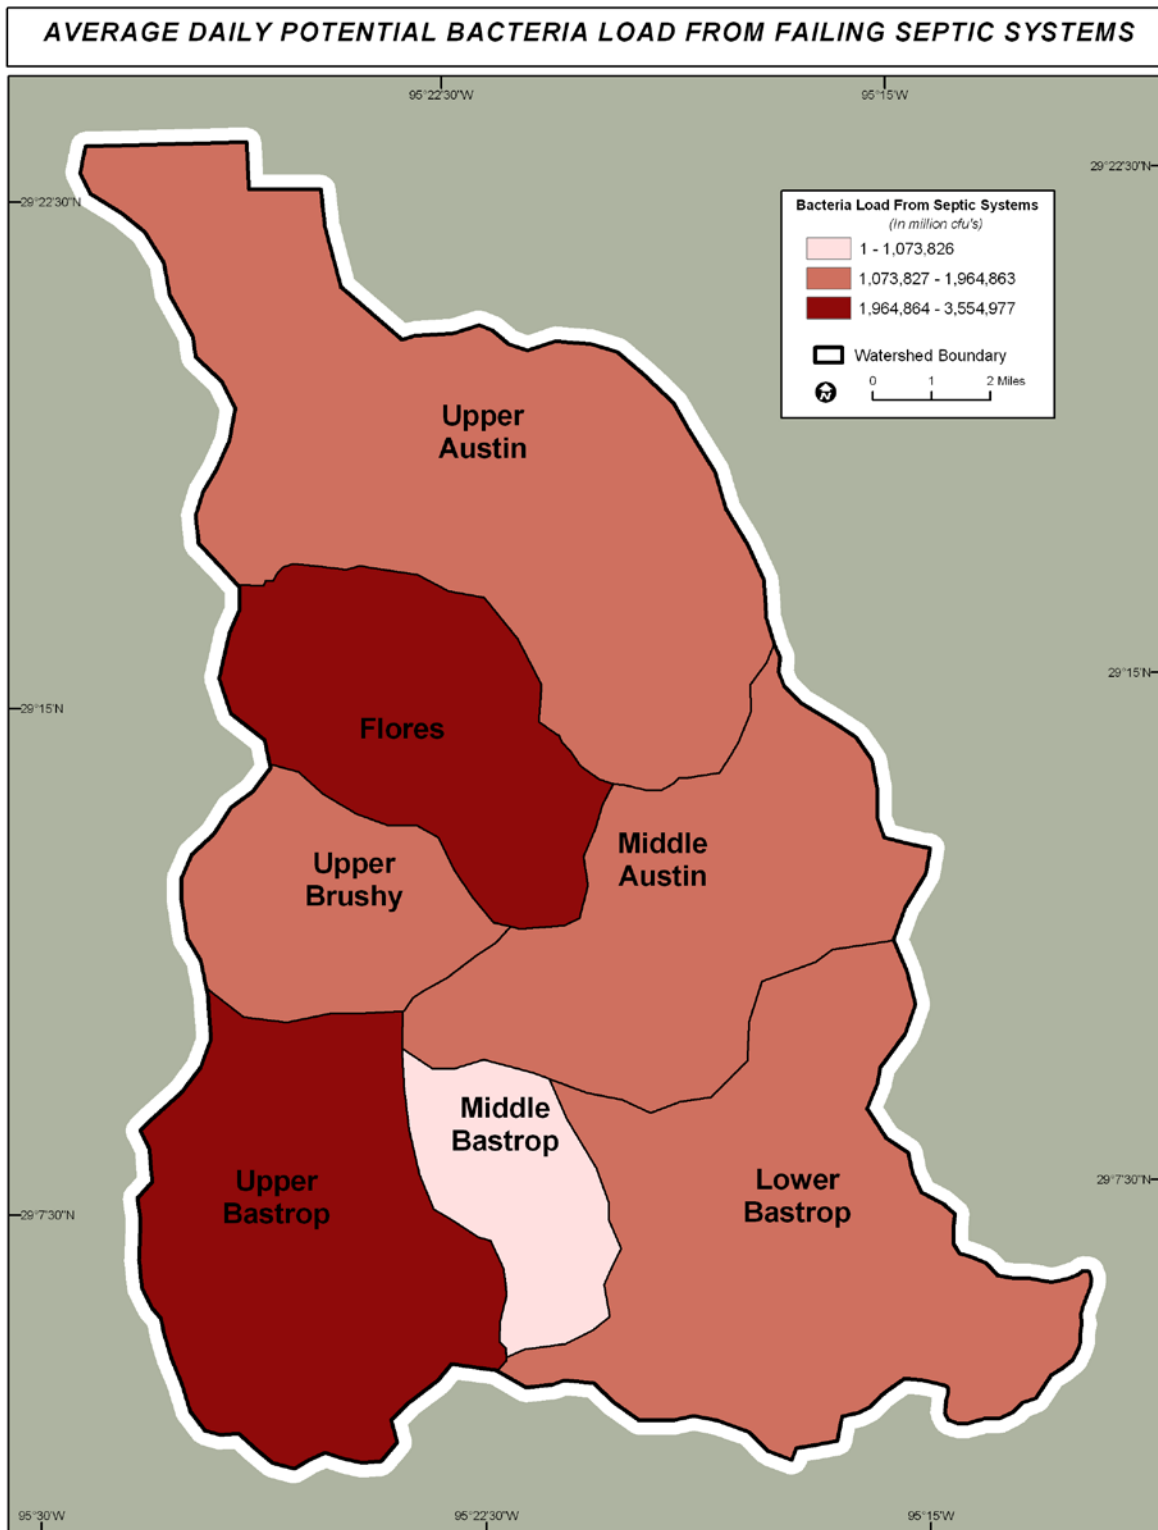 AVERAGE DAILY POTENTIAL BACTERIA LOAD FROM FAILING SEPTIC SYSTEMS
95°22'30"W
95°15'W
29°22'30"N
29°22'30"N
Bacteria Load From Septic Systems
(In million cfu's)
1 - 1,073,826
1,073,827 - 1,964,863
1,964,864 - 3,554,977
Watershed Boundary
N
0 1 2 Miles
Upper
Austin
29°15'N
29°15'N
Flores
Middle
Austin
Upper
Brushy
Middle
Bastrop
Upper
Bastrop
Lower
Bastrop
29°7'30"N
29°7'30"N
95°30'W
95°22'30"W
95°15'W